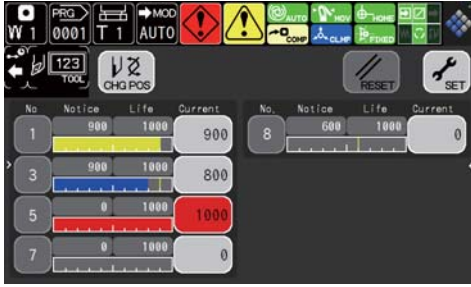 PRG MOD AUTO MOV HOME
W 1 0001 T 1 AUTO COMP CLMP FIXED
123 TOOL CHG POS RESET SET
No Notice Life Current No. Notice Life Current
1 900 1000 900 8 600 1000 0
3 900 1000 800
5 0 1000 1000
7 0 1000 0